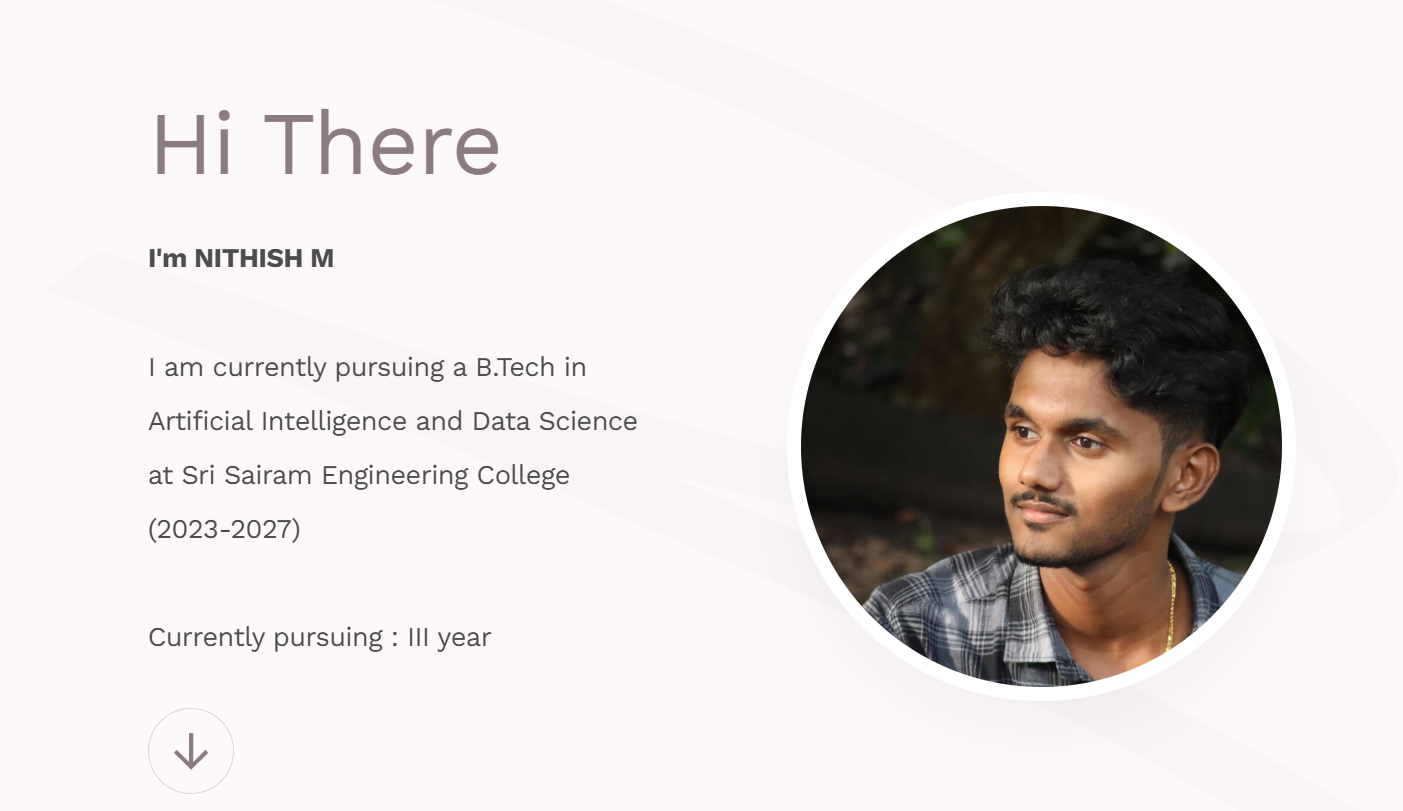 Hi There
I'm NITHISH M
I am currently pursuing a B.Tech in
Artificial Intelligence and Data Science
at Sri Sairam Engineering College
(2023-2027)
Currently pursuing : III year